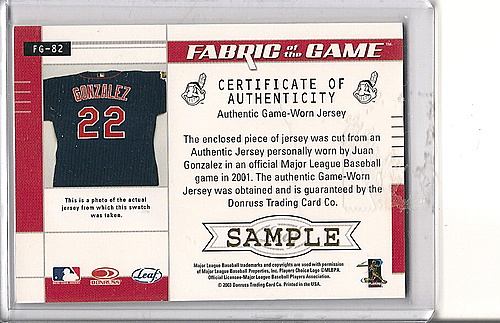 FG-82
FABRIC of the GAME™
CERTIFICATE OF
AUTHENTICITY
Authentic Game-Worn Jersey
GONZALEZ
22
The enclosed piece of jersey was cut from an
Authentic Jersey personally worn by Juan
Gonzalez in an official Major League Baseball
game in 2001. The authentic Game-Worn
Jersey was obtained and is guaranteed by the
Donruss Trading Card Co.
This is a photo of the actual
jersey from which this swatch
was taken.
SAMPLE
DONRUSS
Leaf
Major League Baseball trademarks and copyrights are used with permission
of Major League Baseball Properties, Inc. Players Choice Logo ©MLBPA.
Official Licensee-Major League Baseball Players Association.
© 2003 Donruss Trading Card Co. Printed in the USA.